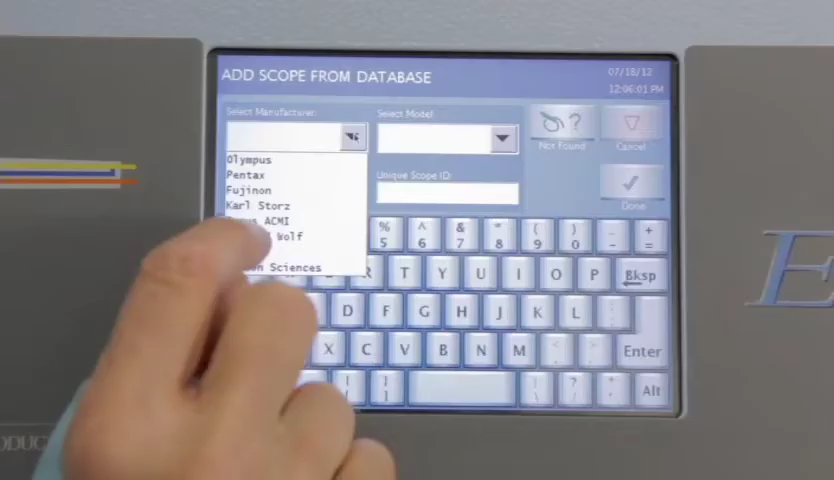 ADD SCOPE FROM DATABASE
07/18/12
12:06:01 PM
Select Manufacturer:
Select Model:
Not Found
Cancel
Olympus
Pentax
Fujinon
Karl Storz
ACMI
Wolf
Sciences
Unique Scope ID:
Done
% ^ & * ( ) _ +
5 6 7 8 9 0 - =
R T Y U I O P Bksp
D F G H J K L
X C V B N M Enter
Alt
E